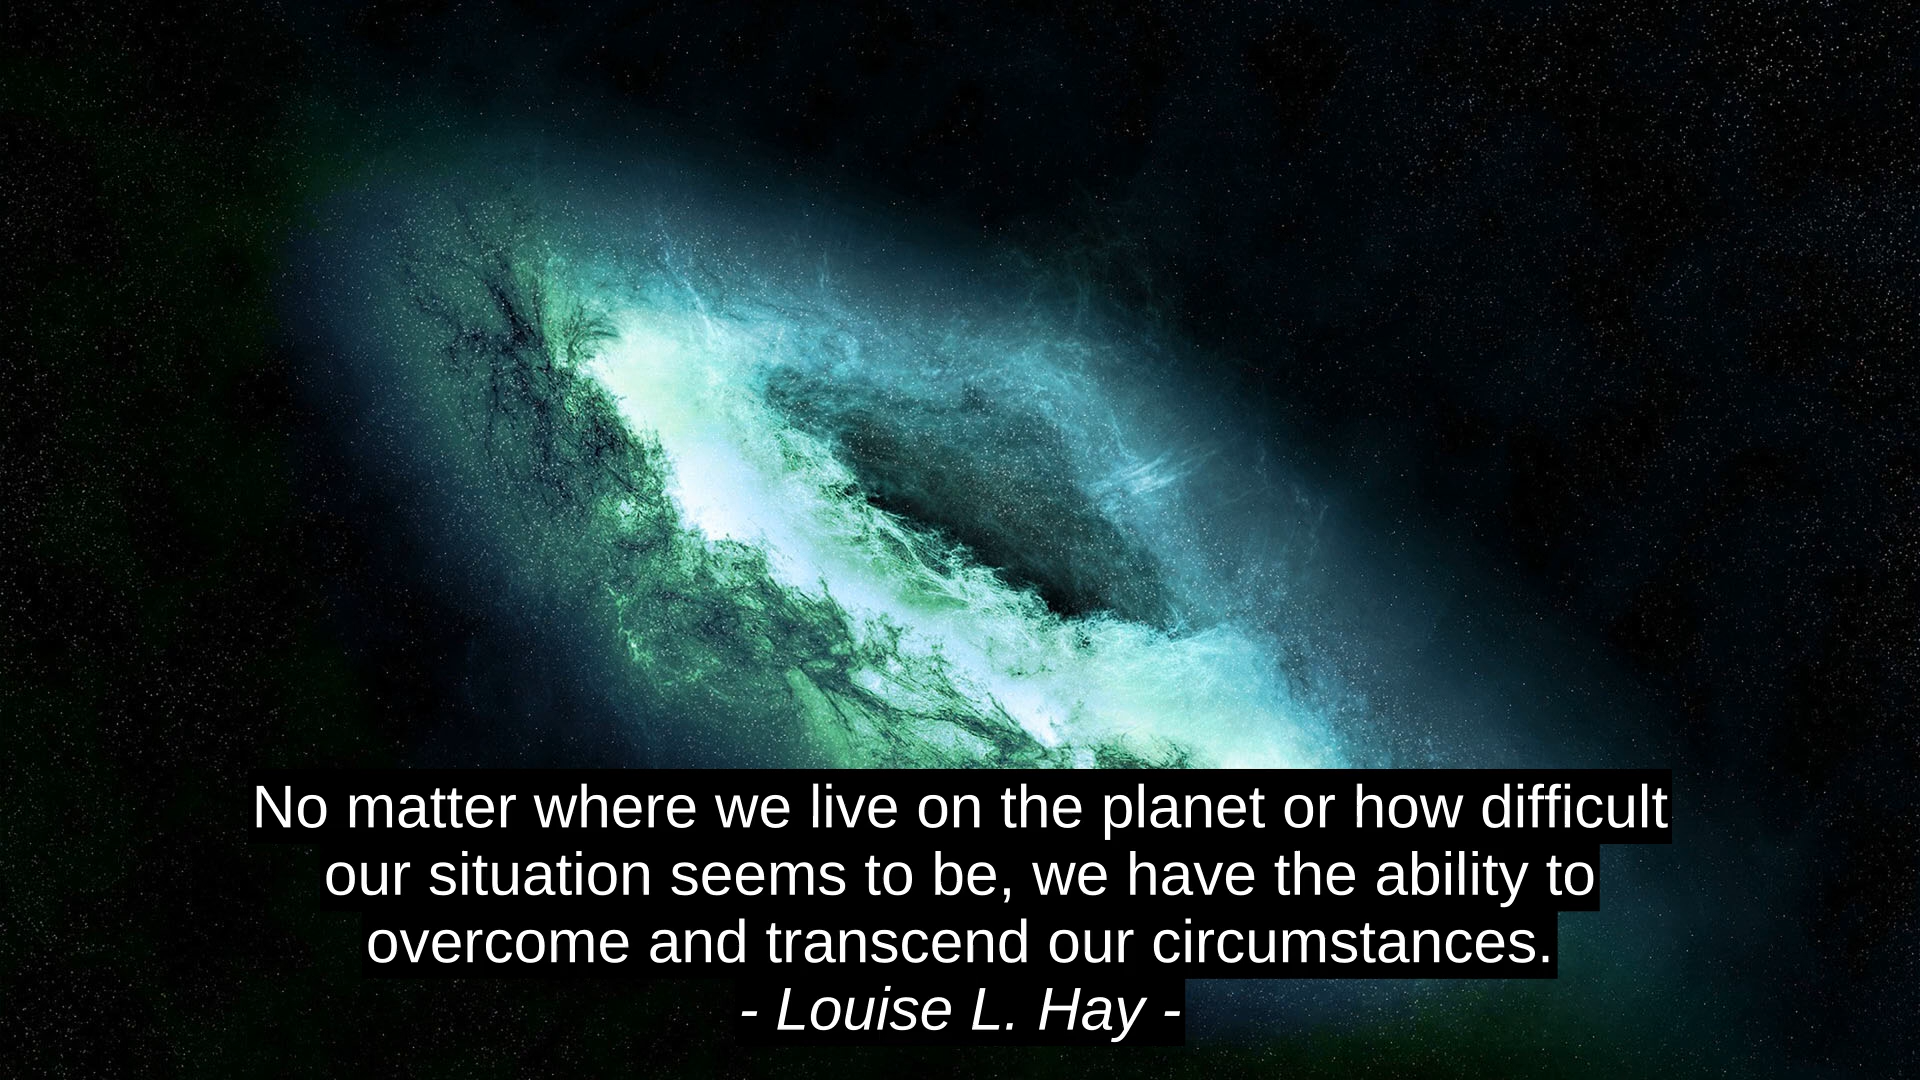 No matter where we live on the planet or how difficult
our situation seems to be, we have the ability to
overcome and transcend our circumstances.
- Louise L. Hay -